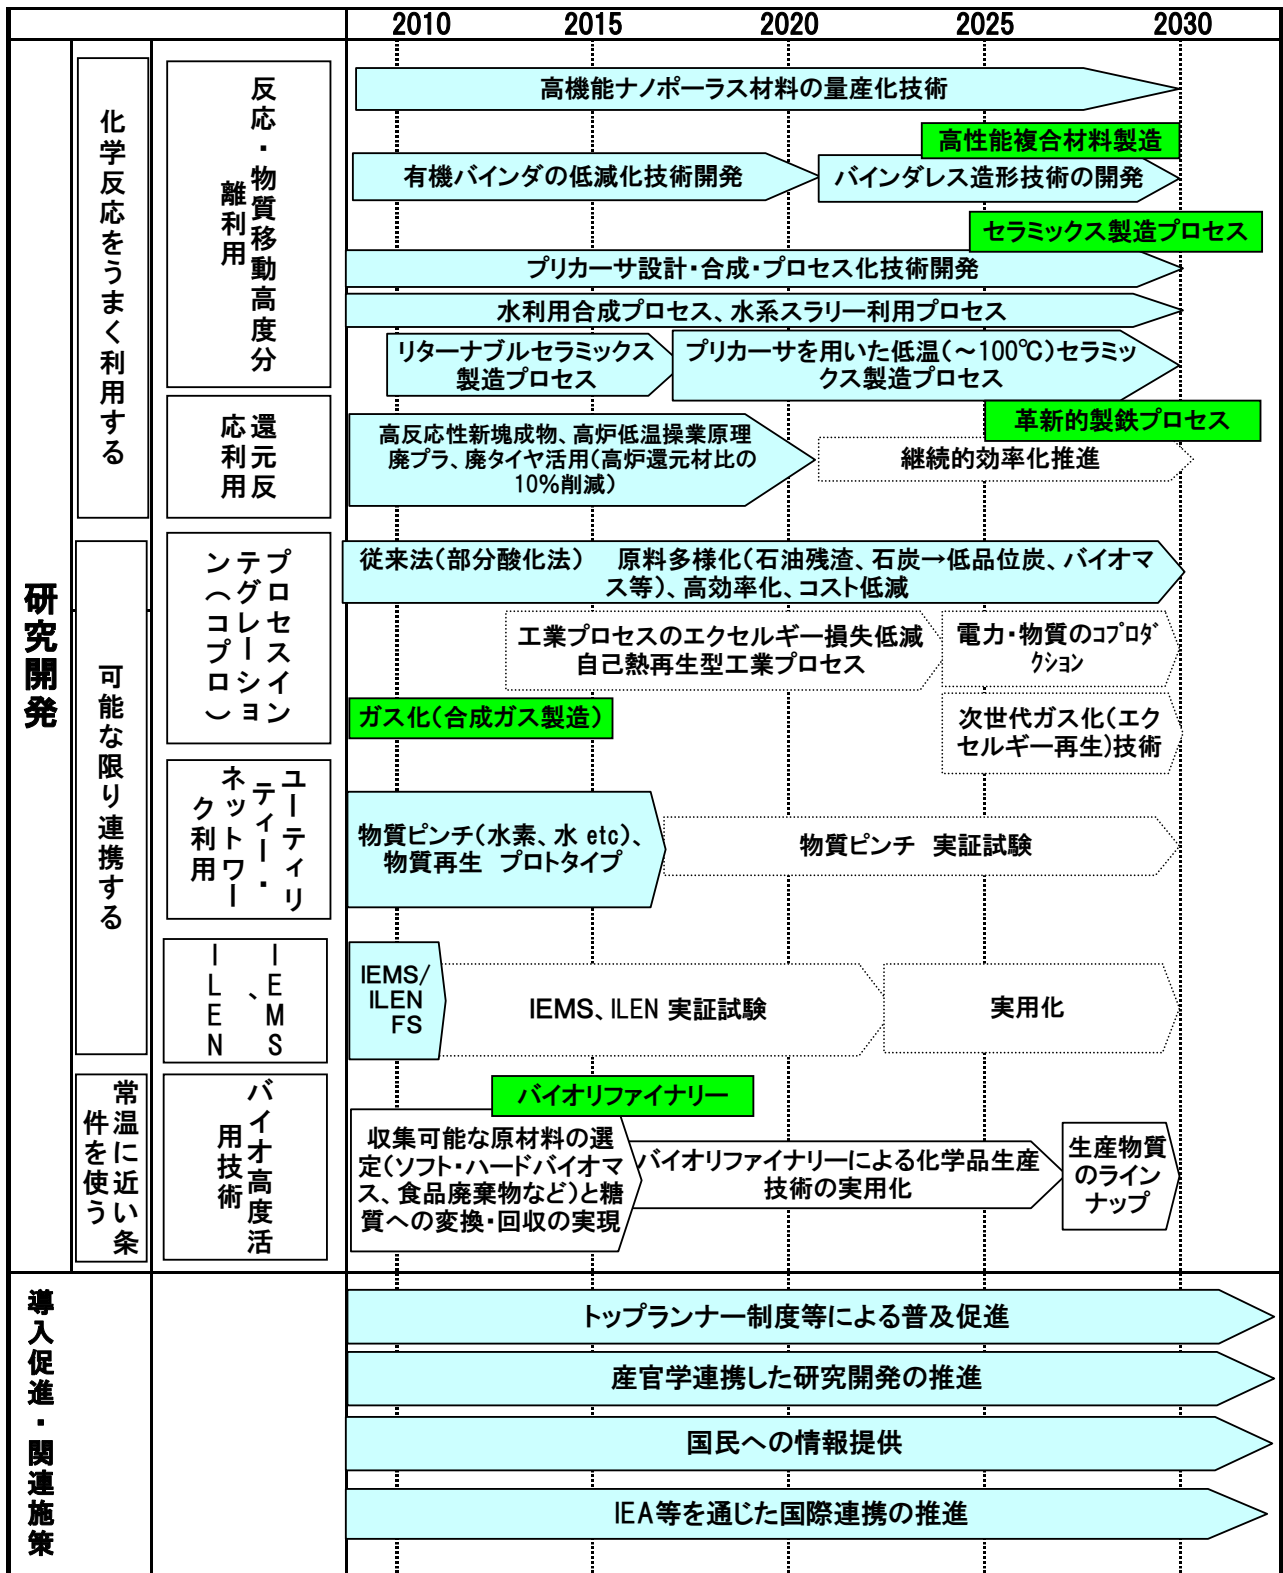 2010 2015 2020 2025 2030
研究開発
化学反応をうまく利用する
反応・物質移動高度分
離利用
高機能ナノポーラス材料の量産化技術
高性能複合材料製造
有機バインダの低減化技術開発
バインダレス造形技術の開発
セラミックス製造プロセス
プリカーサ設計・合成・プロセス化技術開発
水利用合成プロセス、水系スラリー利用プロセス
リターナブルセラミックス
製造プロセス
プリカーサを用いた低温(～100℃)セラミッ
クス製造プロセス
還元反
応利用
革新的製鉄プロセス
高反応性新塊成物、高炉低温操業原理
廃プラ、廃タイヤ活用(高炉還元材比の
10%削減)
継続的効率化推進
可能な限り連携する
プロセスイン
テグレーショ
ン(コプロ)
従来法(部分酸化法) 原料多様化(石油残渣、石炭→低品位炭、バイオマ
ス等)、高効率化、コスト低減
工業プロセスのエクセルギー損失低減
自己熱再生型工業プロセス
電力・物質のｺﾌﾟﾛﾀﾞ
ｸｼｮﾝ
ガス化(合成ガス製造)
次世代ガス化(エク
セルギー再生)技術
ユーティリ
ティー・
ネットワー
ク利用
物質ピンチ(水素、水 etc)、
物質再生 プロトタイプ
物質ピンチ 実証試験
IEMS、
ILEN
IEMS/
ILEN
FS
IEMS、ILEN 実証試験
実用化
常温に近い条
件を使う
バイオ高度活
用技術
バイオリファイナリー
収集可能な原材料の選
定(ソフト・ハードバイオマ
ス、食品廃棄物など)と糖
質への変換・回収の実現
バイオリファイナリーによる化学品生産
技術の実用化
生産物質
のライン
ナップ
導入促進・関連施策
トップランナー制度等による普及促進
産官学連携した研究開発の推進
国民への情報提供
IEA等を通じた国際連携の推進